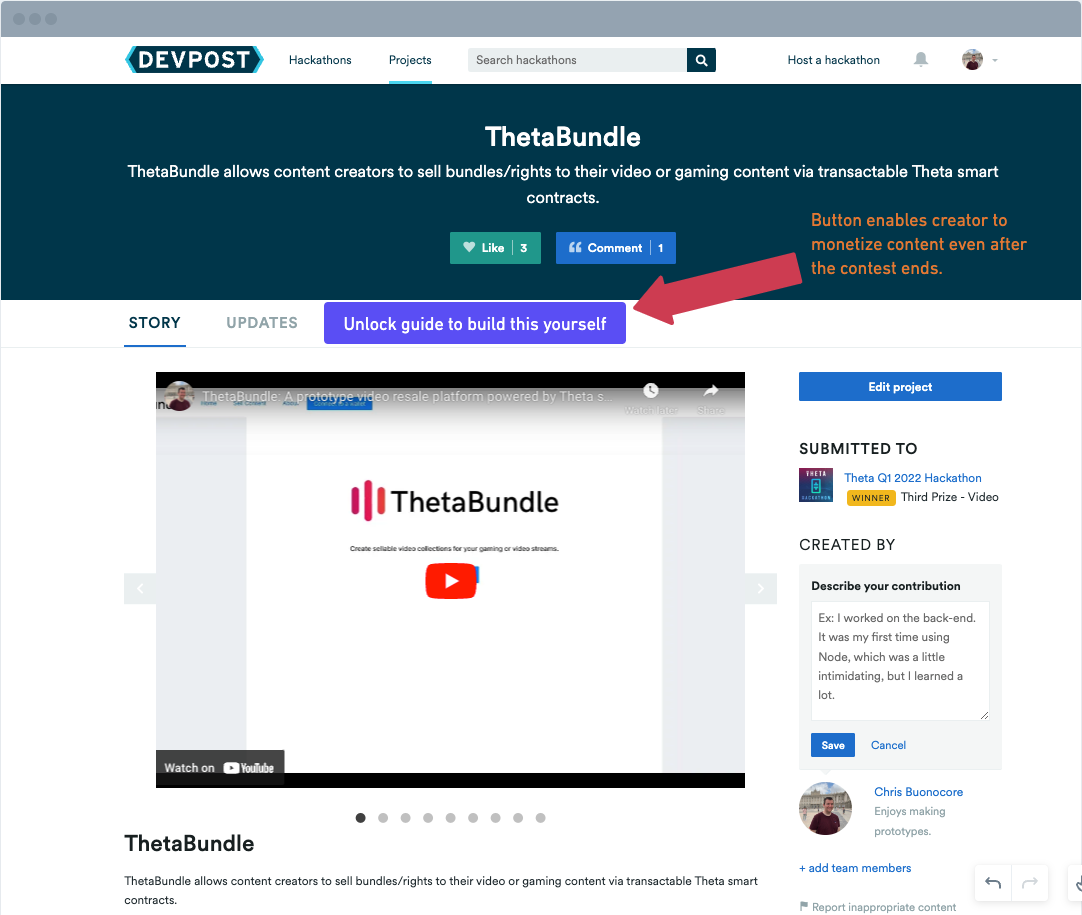 DEVPOST
Hackathons
Projects
Search hackathons
Host a hackathon
ThetaBundle
ThetaBundle allows content creators to sell bundles/rights to their video or gaming content via transactable Theta smart
contracts.
Like 3
Comment 1
Button enables creator to
monetize content even after
the contest ends.
STORY
UPDATES
Unlock guide to build this yourself
ThetaBundle: A prototype video resale platform powered by Theta s...
Watch later
Share
ThetaBundle
Create sellable video collections for your gaming or video streams.
Watch on YouTube
Edit project
SUBMITTED TO
THETA
HACKATHON
Theta Q1 2022 Hackathon
WINNER Third Prize - Video
CREATED BY
Describe your contribution
Ex: I worked on the back-end.
It was my first time using
Node, which was a little
intimidating, but I learned a
lot.
Save
Cancel
Chris Buonocore
Enjoys making
prototypes.
+ add team members
Report inappropriate content
ThetaBundle
ThetaBundle allows content creators to sell bundles/rights to their video or gaming content via transactable Theta smart
contracts.